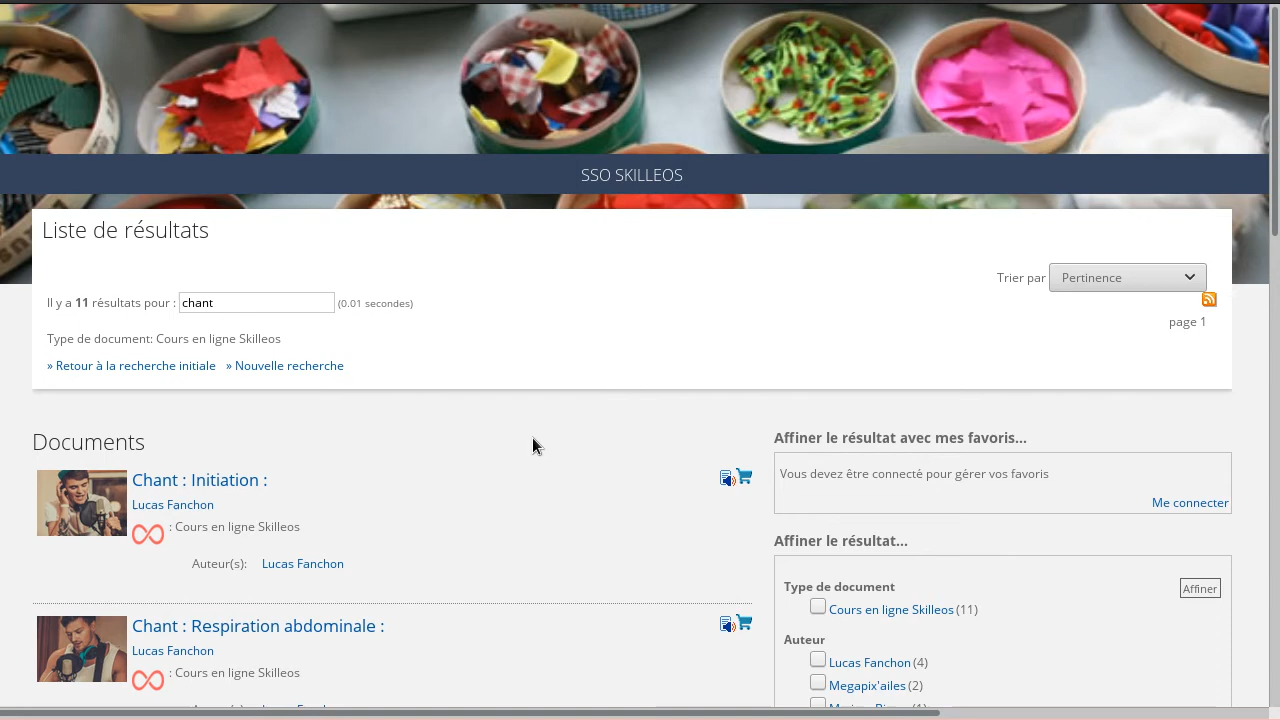 SSO SKILLEOS
Liste de résultats
Trier par Pertinence
Il y a 11 résultats pour : chant (0.01 secondes)
page 1
Type de document: Cours en ligne Skilleos
» Retour à la recherche initiale » Nouvelle recherche
Documents
Chant : Initiation :
Lucas Fanchon
: Cours en ligne Skilleos
Auteur(s): Lucas Fanchon
Chant : Respiration abdominale :
Lucas Fanchon
: Cours en ligne Skilleos
Affiner le résultat avec mes favoris...
Vous devez être connecté pour gérer vos favoris
Me connecter
Affiner le résultat...
Type de document
Affiner
Cours en ligne Skilleos (11)
Auteur
Lucas Fanchon (4)
Megapix'ailes (2)